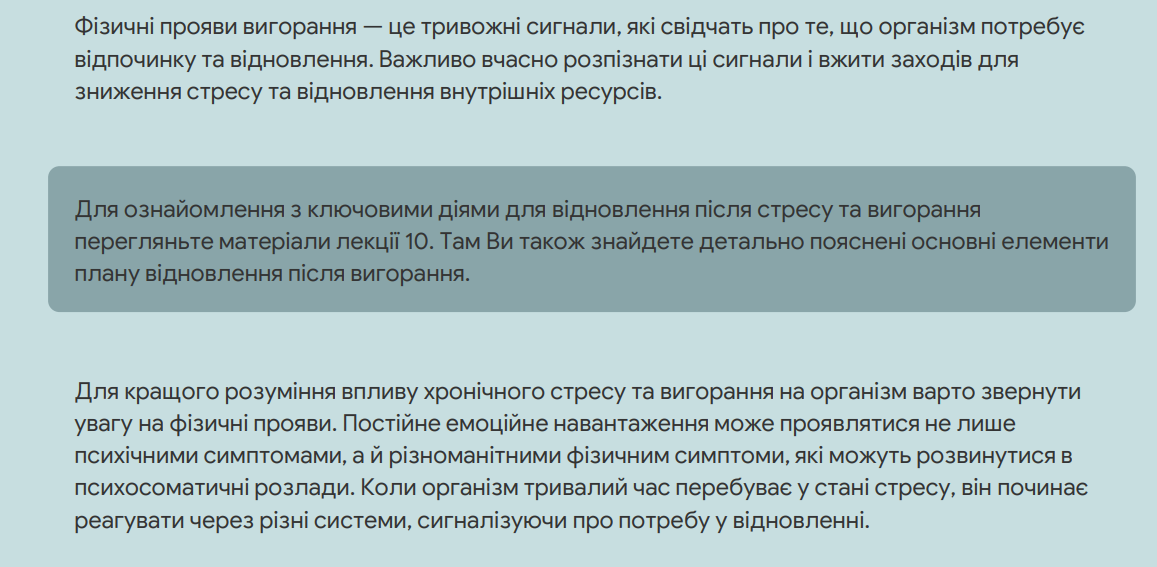 Фізичні прояви вигорання — це тривожні сигнали, які свідчать про те, що організм потребує
відпочинку та відновлення. Важливо вчасно розпізнати ці сигнали і вжити заходів для
зниження стресу та відновлення внутрішніх ресурсів.
Для ознайомлення з ключовими діями для відновлення після стресу та вигорання
перегляньте матеріали лекції 10. Там Ви також знайдете детально пояснені основні елементи
плану відновлення після вигорання.
Для кращого розуміння впливу хронічного стресу та вигорання на організм варто звернути
увагу на фізичні прояви. Постійне емоційне навантаження може проявлятися не лише
психічними симптомами, а й різноманітними фізичним симптоми, які можуть розвинутися в
психосоматичні розлади. Коли організм тривалий час перебуває у стані стресу, він починає
реагувати через різні системи, сигналізуючи про потребу у відновленні.